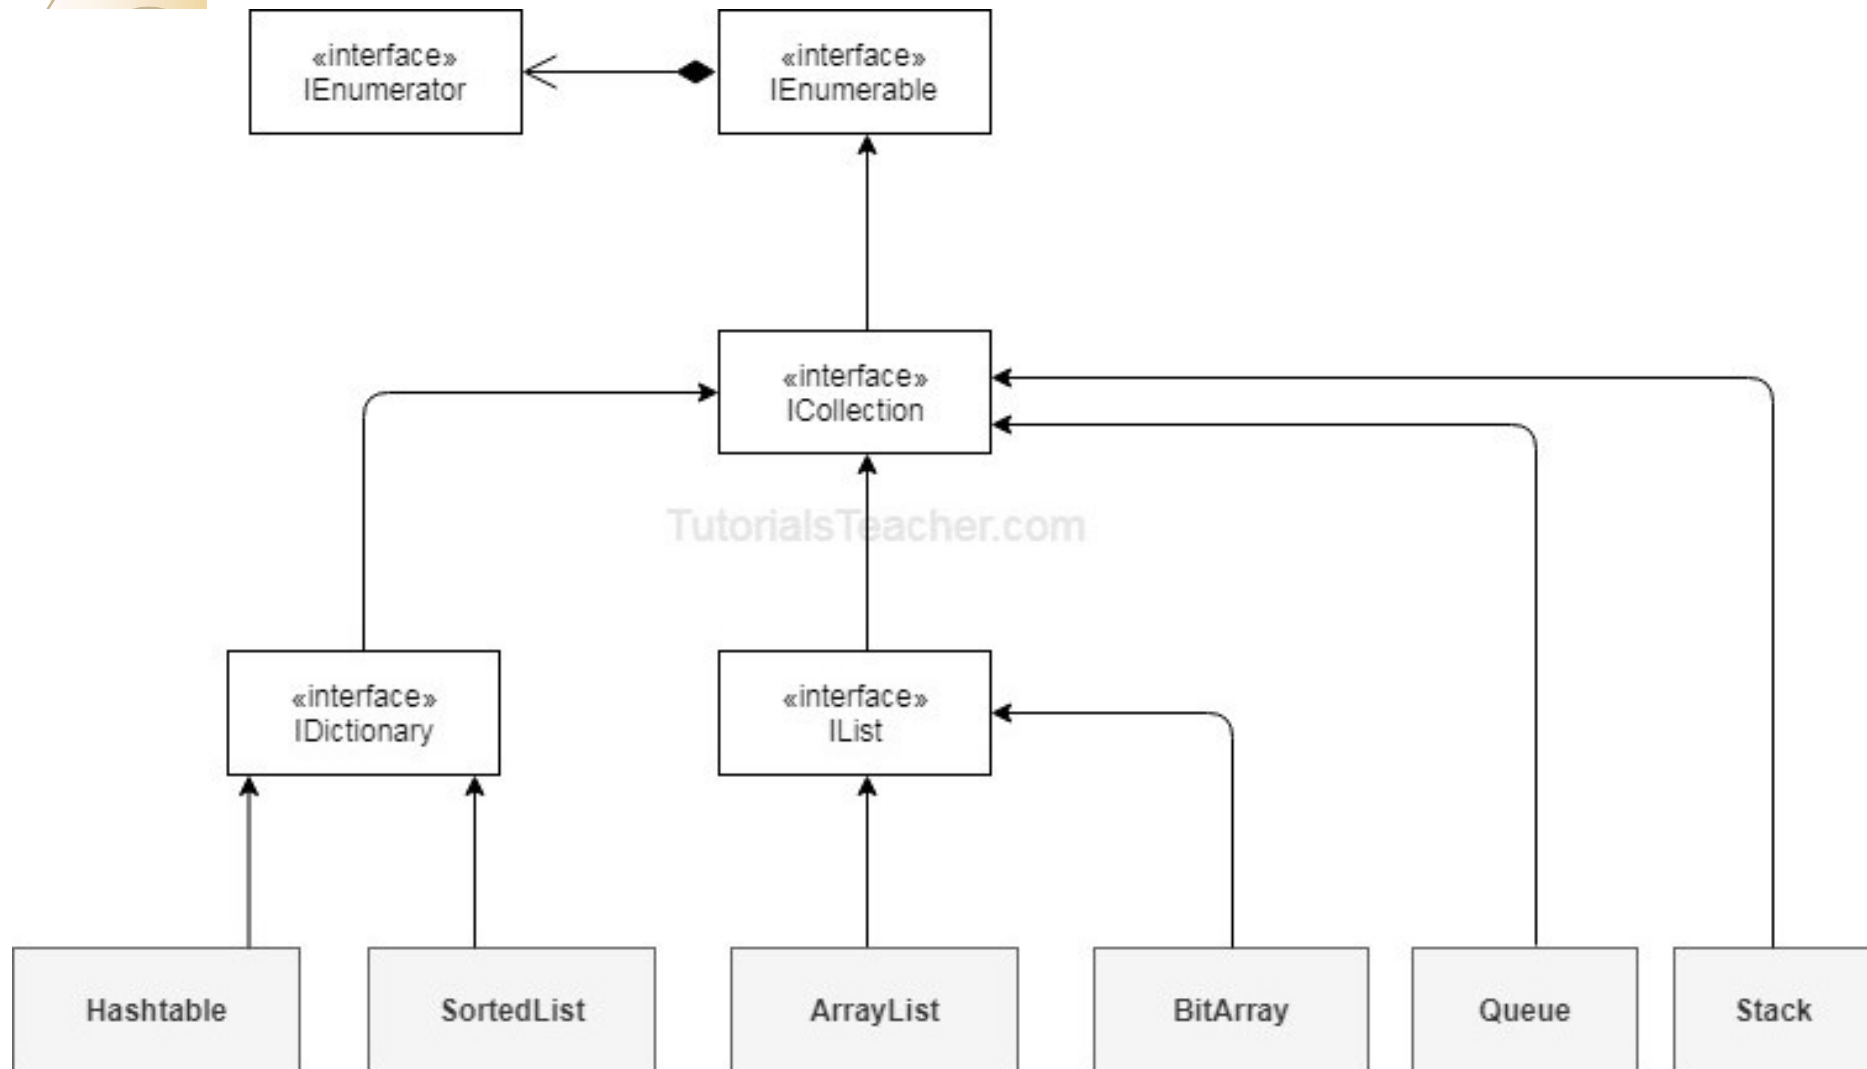 «interface»
IEnumerator
«interface»
IEnumerable
«interface»
ICollection
TutorialsTeacher.com
«interface»
IDictionary
«interface»
IList
Hashtable
SortedList
ArrayList
BitArray
Queue
Stack